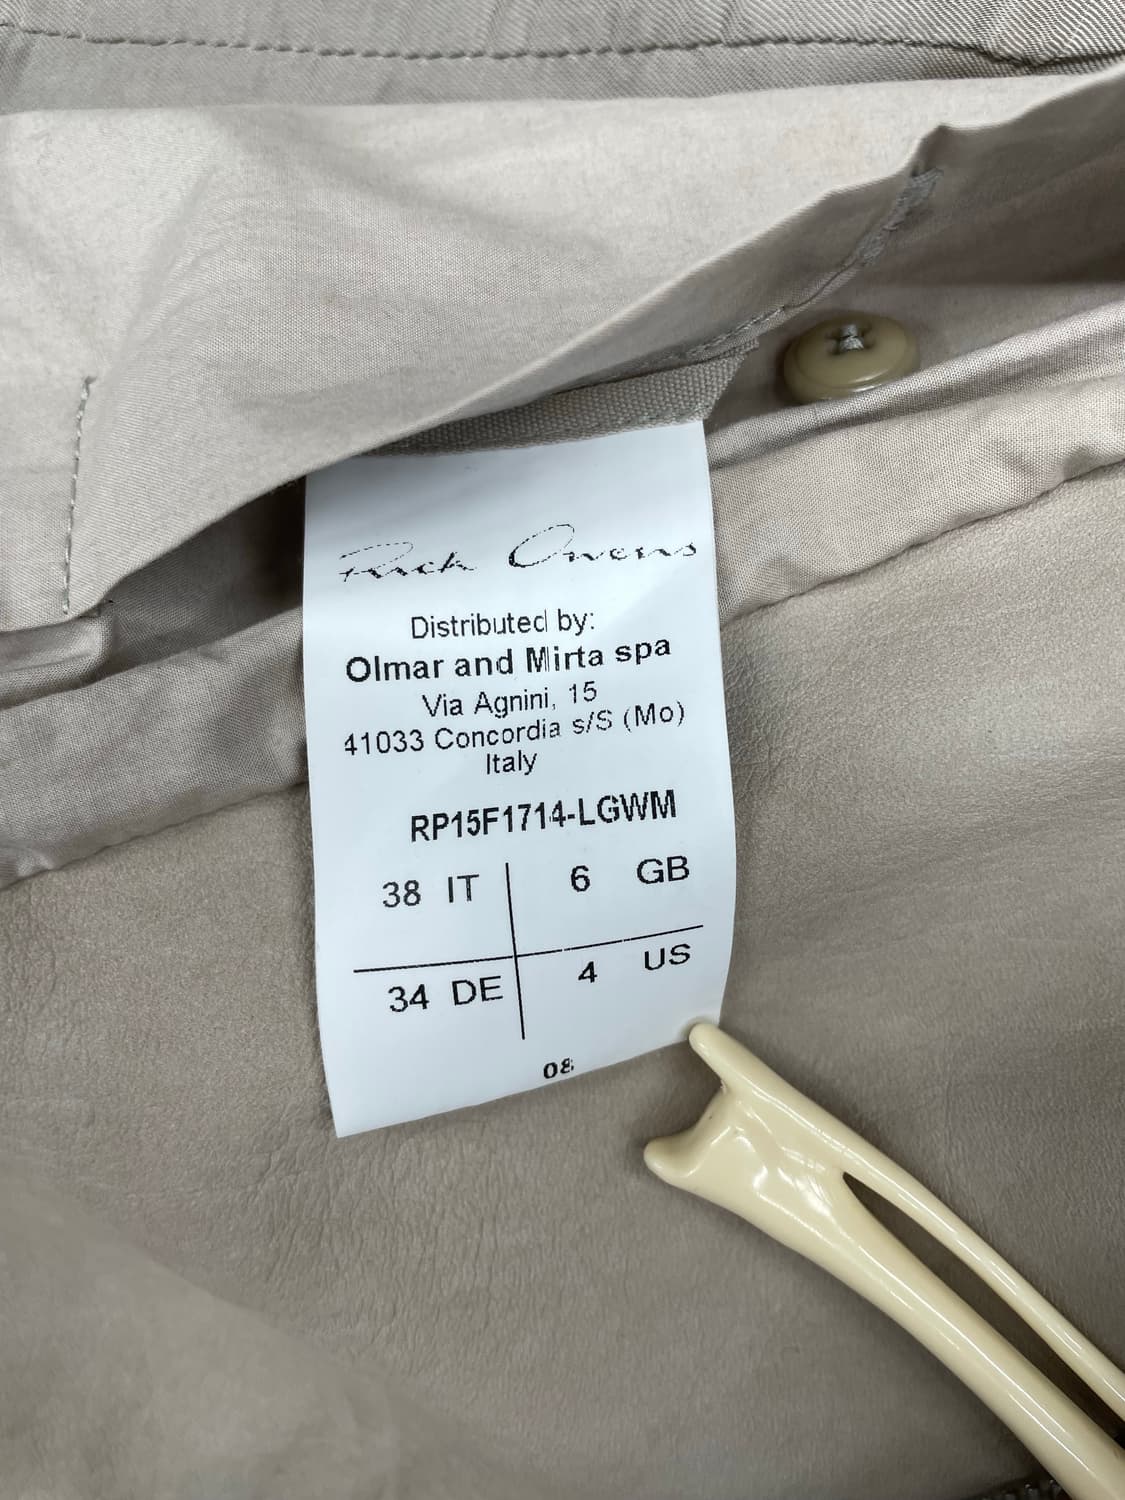 Rick Owens
Distributed by:
Olmar and Mirta spa
Via Agnini, 15
41033 Concordia s/S (Mo)
Italy
RP15F1714-LGWM
38 IT 6 GB
34 DE 4 US
08